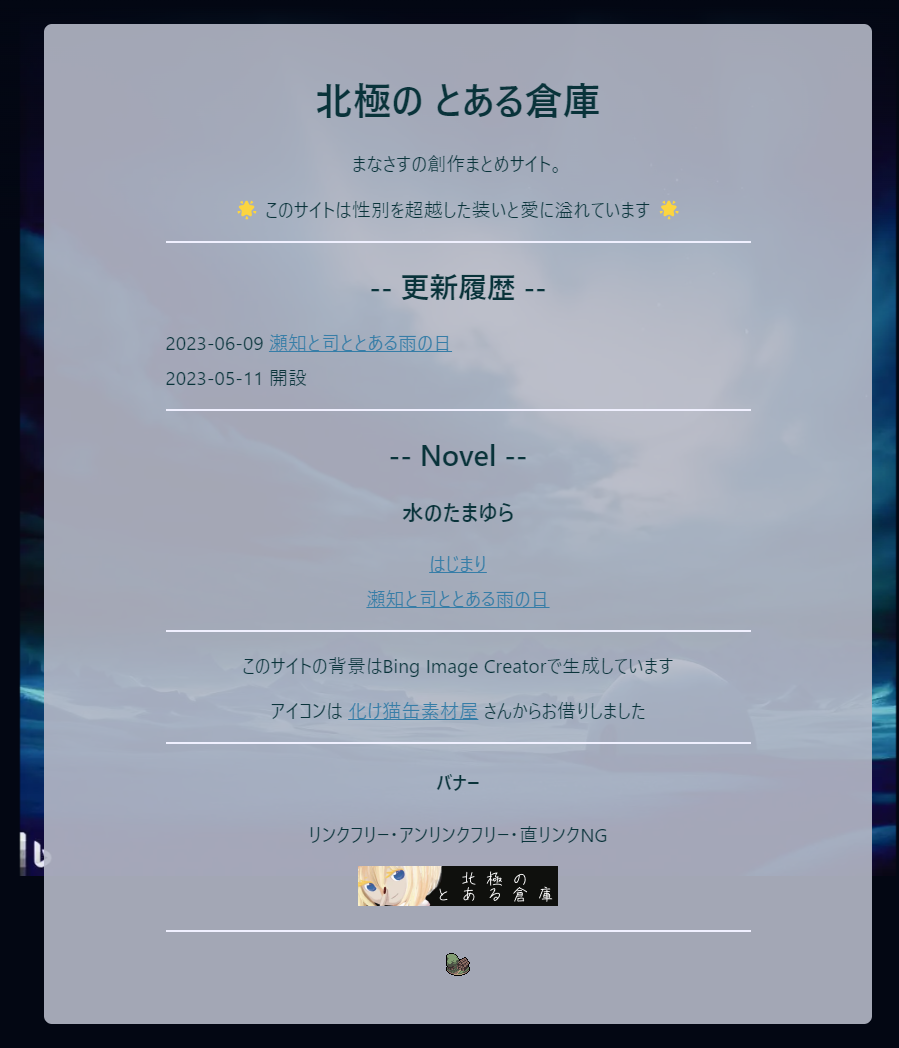 北極の とある倉庫
まなさすの創作まとめサイト。
🌟 このサイトは性別を超越した装いと愛に溢れています 🌟
-- 更新履歴 --
2023-06-09 瀬知と司ととある雨の日
2023-05-11 開設
-- Novel --
水のたまゆら
はじまり
瀬知と司ととある雨の日
このサイトの背景はBing Image Creatorで生成しています
アイコンは 化け猫缶素材屋 さんからお借りしました
バナー
リンクフリー・アンリンクフリー・直リンクNG
北極の
とある倉庫